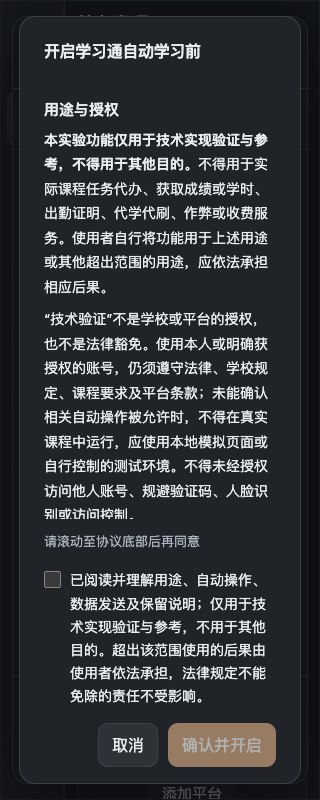 开启学习通自动学习前
用途与授权
本实验功能仅用于技术实现验证与参
考，不得用于其他目的。不得用于实
际课程任务代办、获取成绩或学时、
出勤证明、代学代刷、作弊或收费服
务。使用者自行将功能用于上述用途
或其他超出范围的用途，应依法承担
相应后果。
“技术验证”不是学校或平台的授权，
也不是法律豁免。使用本人或明确获
授权的账号，仍须遵守法律、学校规
定、课程要求及平台条款；未能确认
相关自动操作被允许时，不得在真实
课程中运行，应使用本地模拟页面或
自行控制的测试环境。不得未经授权
访问他人账号、规避验证码、人脸识
别或访问控制。
请滚动至协议底部后再同意
已阅读并理解用途、自动操作、
数据发送及保留说明；仅用于技
术实现验证与参考，不用于其他
目的。超出该范围使用的后果由
使用者依法承担，法律规定不能
免除的责任不受影响。
取消
确认并开启
添加平台